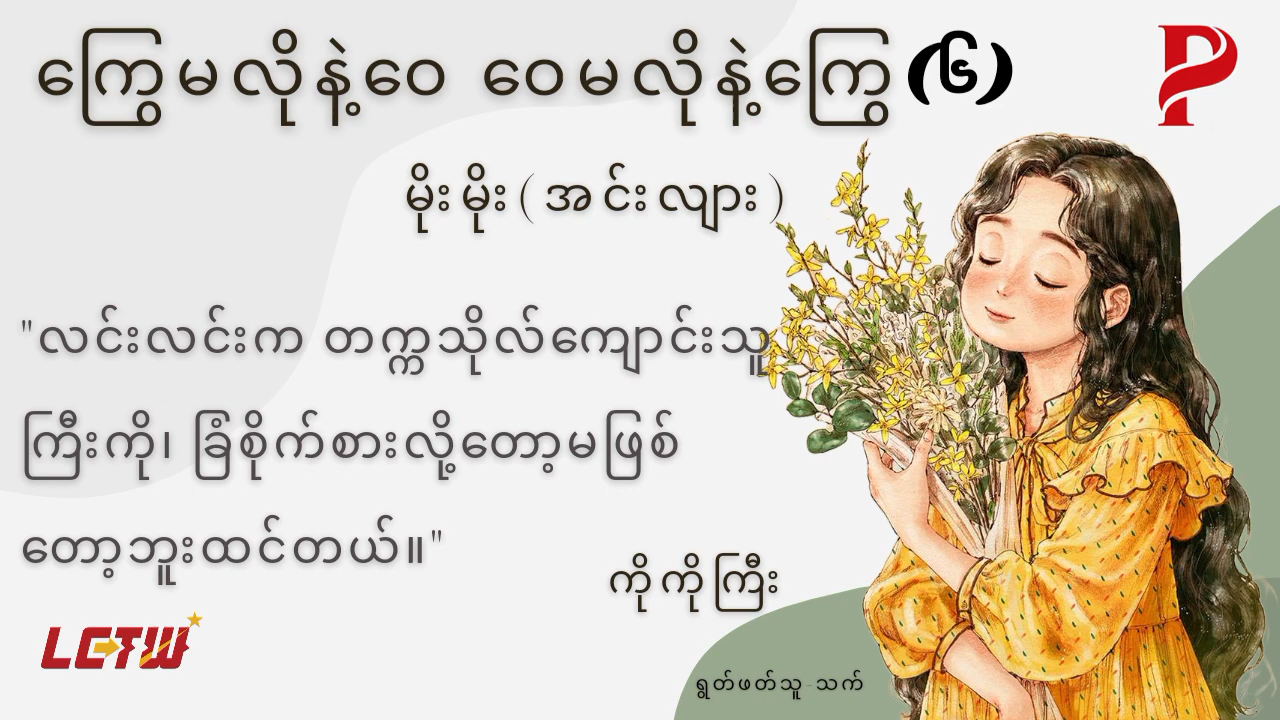 ကြွေမလိုနဲ့ဝေ ဝေမလိုနဲ့ကြွေ (၆)
မိုးမိုး (အင်းလျား)
"လင်းလင်းက တက္ကသိုလ်ကျောင်းသူ
ကြီးကို၊ ခြံစိုက်စားလို့တော့မဖြစ်
တော့ဘူးထင်တယ်။"
ကိုကိုကြီး
LCTW
ရွတ်ဖတ်သူ-သက်